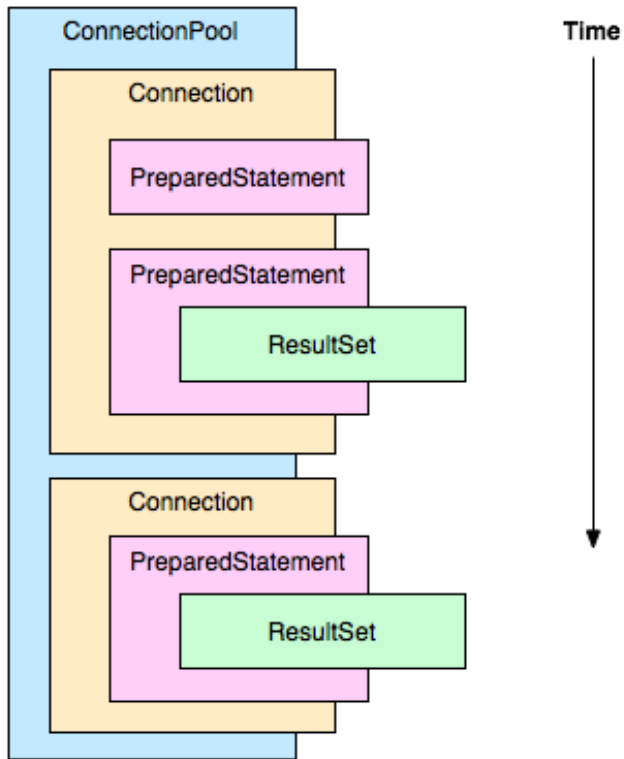 ConnectionPool
Time
Connection
PreparedStatement
PreparedStatement
ResultSet
Connection
PreparedStatement
ResultSet